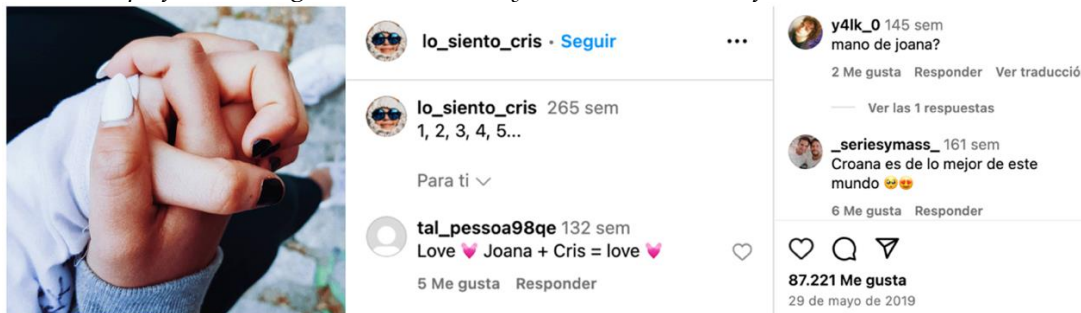 lo_siento_cris · Seguir
lo_siento_cris 265 sem
1, 2, 3, 4, 5...
Para ti
tal_pessoa98qe 132 sem
Love 💓 Joana + Cris = love 💓
5 Me gusta Responder
y4lk_0 145 sem
mano de joana?
2 Me gusta Responder Ver traducció
Ver las 1 respuestas
_seriesymass_ 161 sem
Croana es de lo mejor de este
mundo 🥺😍
6 Me gusta Responder
87.221 Me gusta
29 de mayo de 2019